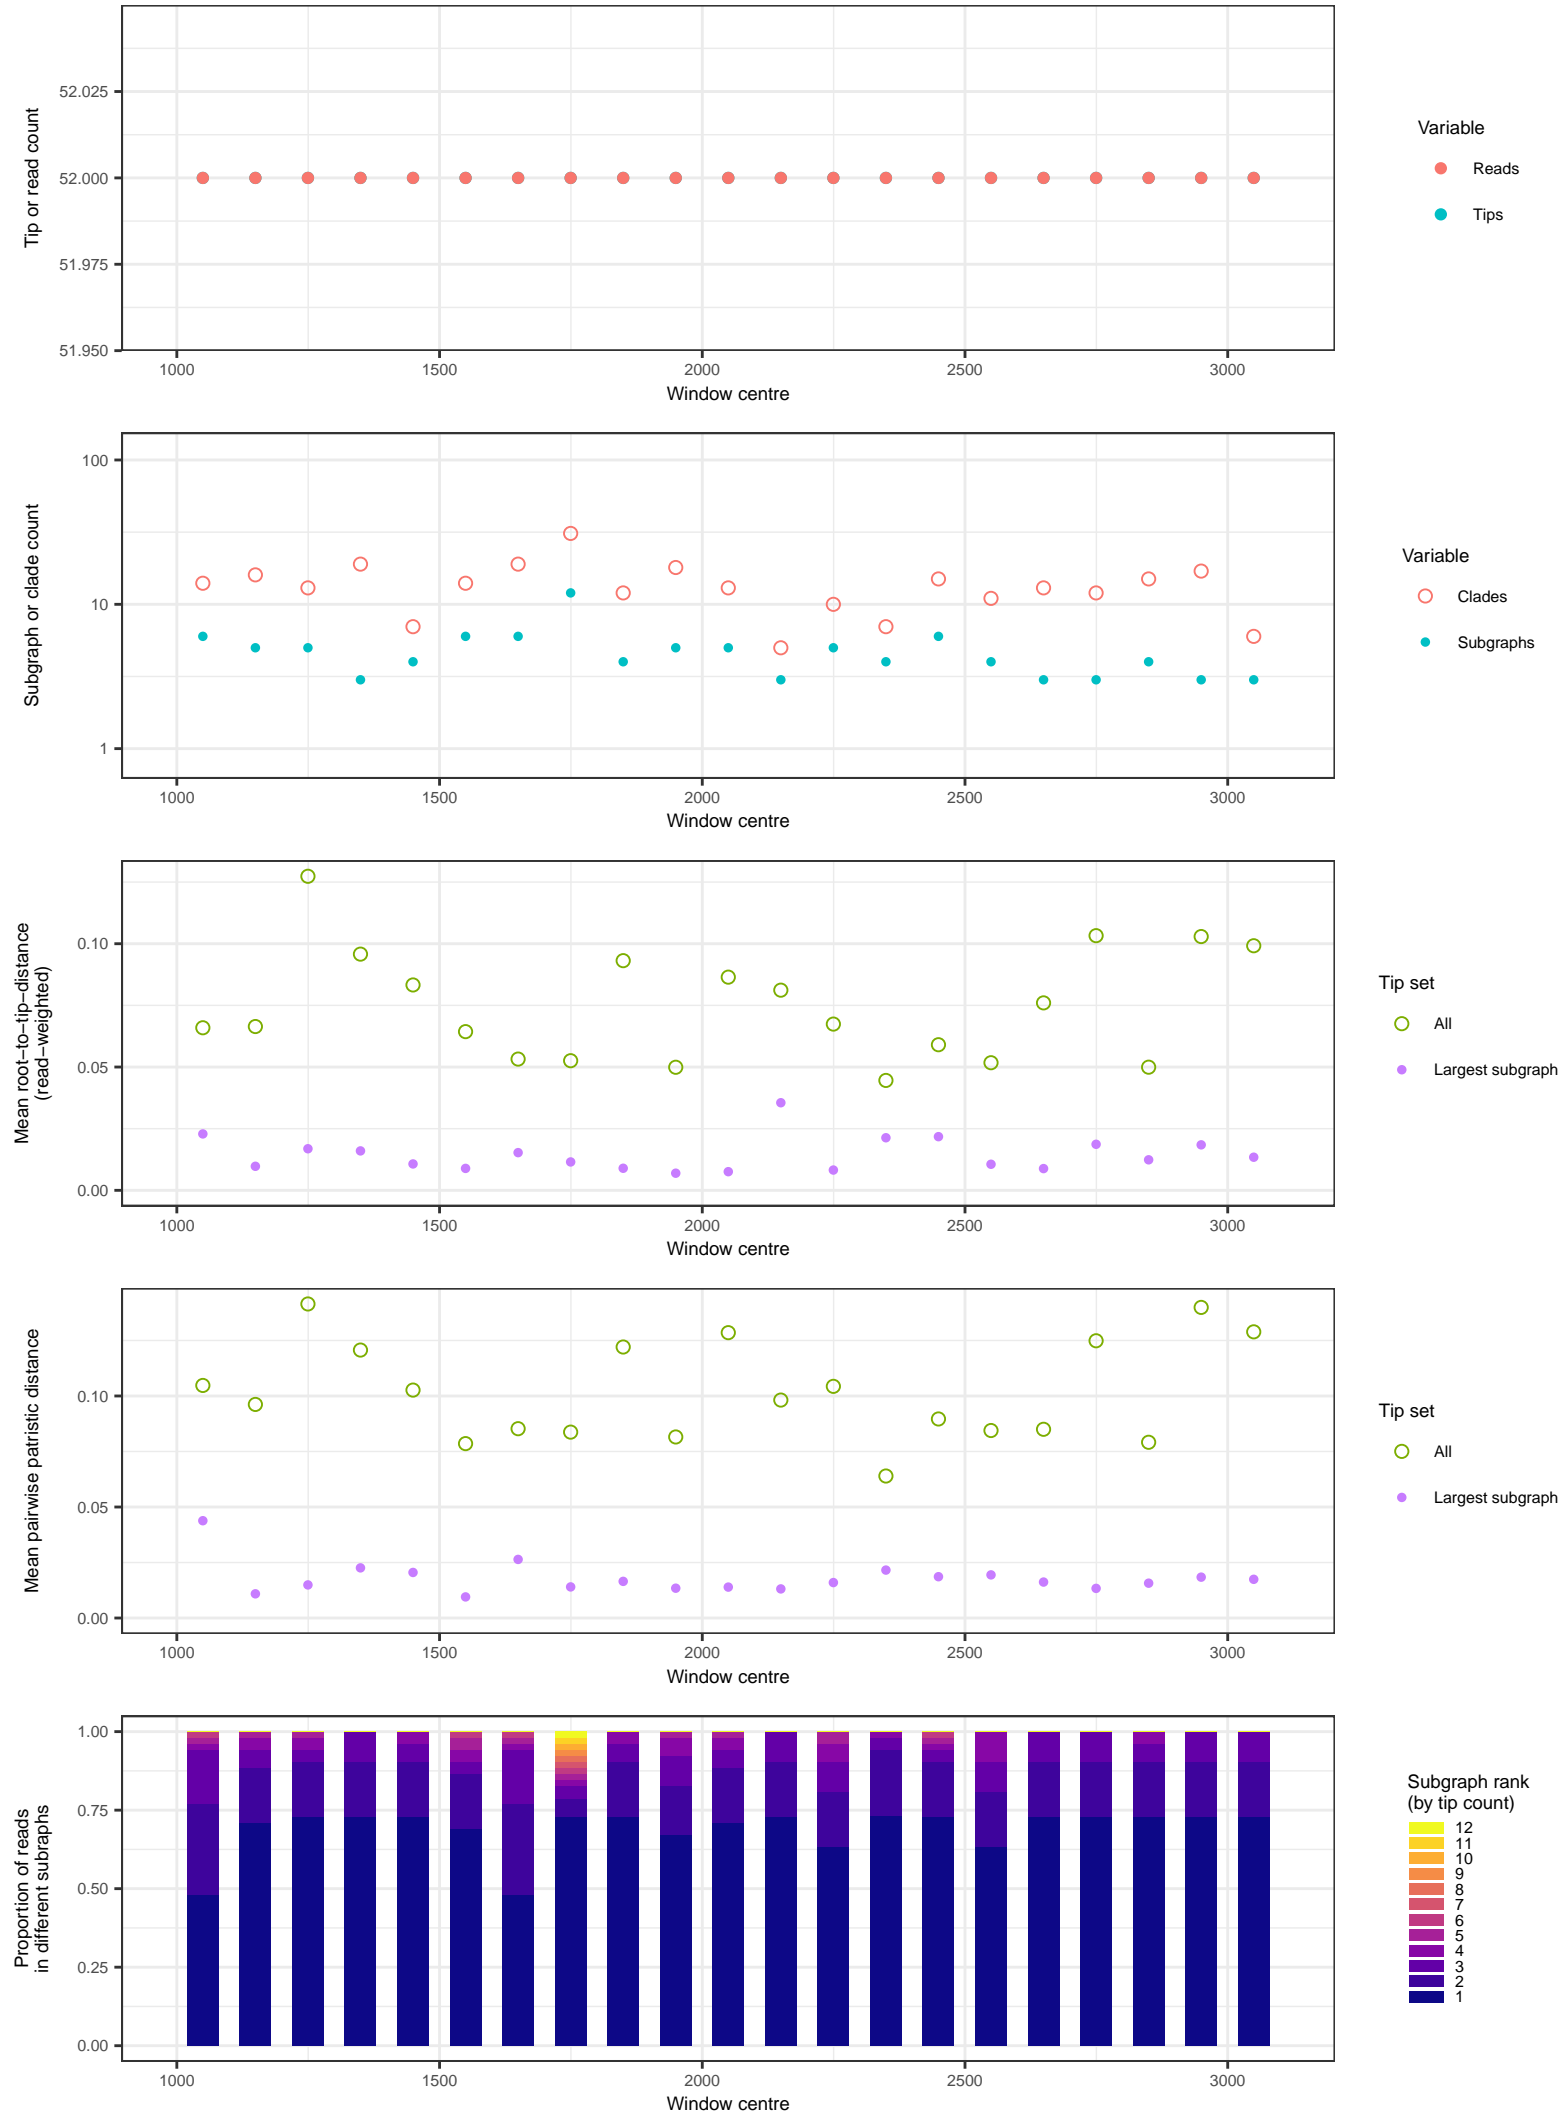 Tip or read count
52.025
52.000
51.975
51.950
1000 1500 2000 2500 3000
Window centre
Variable
Reads
Tips
Subgraph or clade count
100
10
1
1000 1500 2000 2500 3000
Window centre
Variable
Clades
Subgraphs
Mean root−to−tip−distance
(read−weighted)
0.10
0.05
0.00
1000 1500 2000 2500 3000
Window centre
Tip set
All
Largest subgraph
Mean pairwise patristic distance
0.10
0.05
0.00
1000 1500 2000 2500 3000
Window centre
Tip set
All
Largest subgraph
Proportion of reads
in different subraphs
1.00
0.75
0.50
0.25
0.00
1000 1500 2000 2500 3000
Window centre
Subgraph rank
(by tip count)
12
11
10
9
8
7
6
5
4
3
2
1